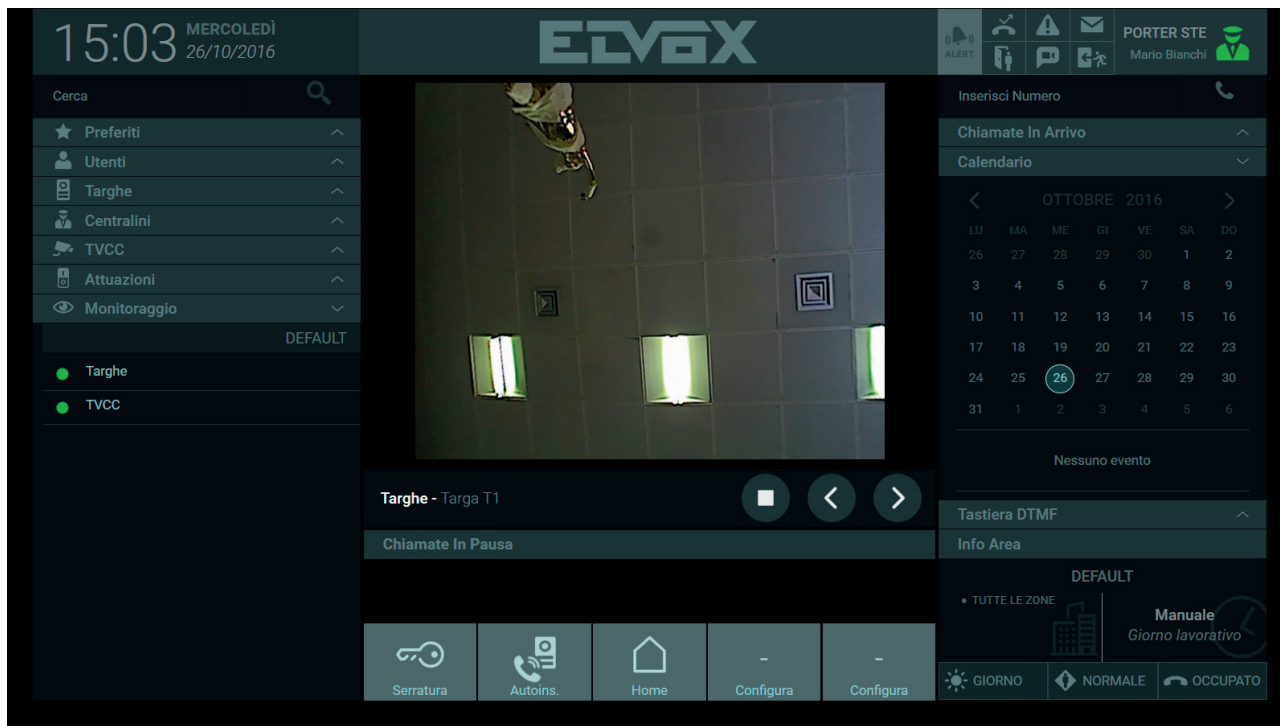 15:03 MERCOLEDÌ
26/10/2016
ELVOX
ALERT
PORTER STE
Mario Bianchi
Cerca
Preferiti
Utenti
Targhe
Centralini
TVCC
Attuazioni
Monitoraggio
DEFAULT
Targhe
TVCC
Targhe - Targa T1
Chiamate In Pausa
Serratura
Autoins.
Home
-
Configura
-
Configura
Inserisci Numero
Chiamate In Arrivo
Calendario
OTTOBRE 2016
LU MA ME GI VE SA DO
26 27 28 29 30 1 2
3 4 5 6 7 8 9
10 11 12 13 14 15 16
17 18 19 20 21 22 23
24 25 26 27 28 29 30
31 1 2 3 4 5 6
Nessuno evento
Tastiera DTMF
Info Area
DEFAULT
• TUTTE LE ZONE
Manuale
Giorno lavorativo
GIORNO NORMALE OCCUPATO